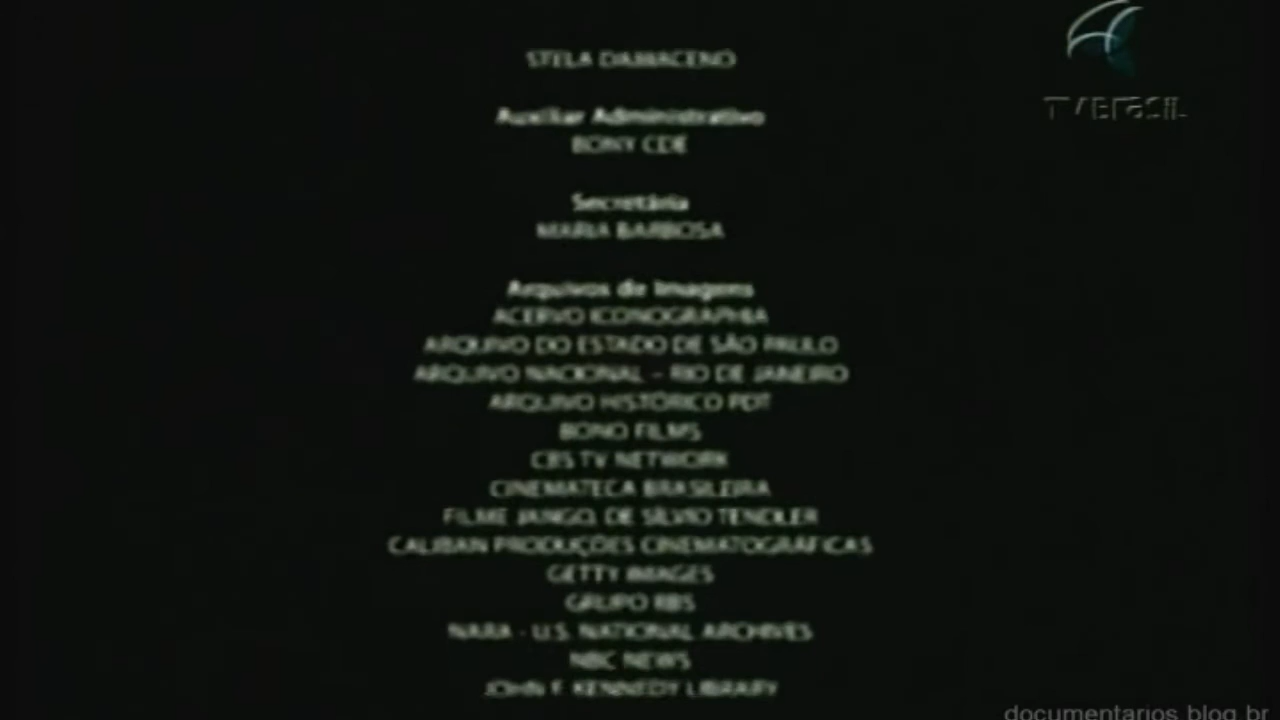 STELA DAMACENO
Auxiliar Administrativo
BONY CDE
Secretária
MARIA BARBOSA
Arquivos de Imagens
ACERVO ICONOGRAPHIA
ARQUIVO DO ESTADO DE SÃO PAULO
ARQUIVO NACIONAL - RIO DE JANEIRO
ARQUIVO HISTÓRICO PDT
BONO FILMS
CBS TV NETWORK
CINEMATECA BRASILEIRA
FILME JANGO, DE SÍLVIO TENDLER
CALIBAN PRODUÇÕES CINEMATOGRÁFICAS
GETTY IMAGES
GRUPO RBS
NARA - U.S. NATIONAL ARCHIVES
NBC NEWS
JOHN F. KENNEDY LIBRARY
TV Brasil
documentarios.blog.br